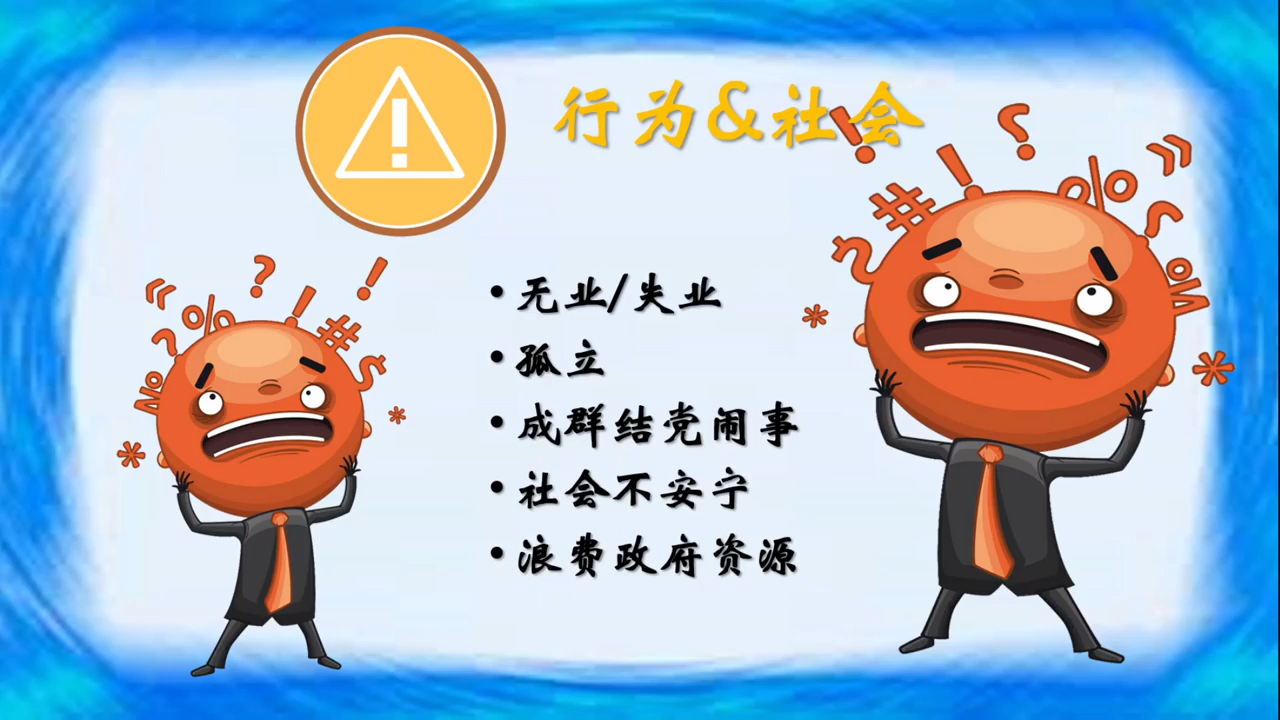 行为&社会
• 无业/失业
• 孤立
• 成群结党闹事
• 社会不安宁
• 浪费政府资源